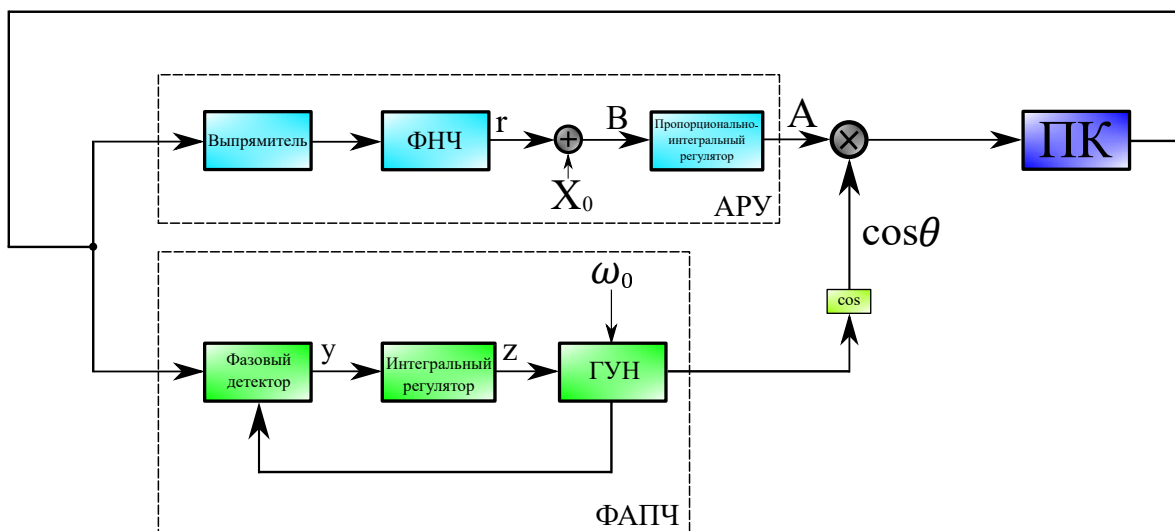 Выпрямитель
ФНЧ
r
+
X₀
B
Пропорционально-
интегральный
регулятор
A
×
ПК
АРУ
cosθ
cos
ω₀
Фазовый
детектор
y
Интегральный
регулятор
z
ГУН
ФАПЧ